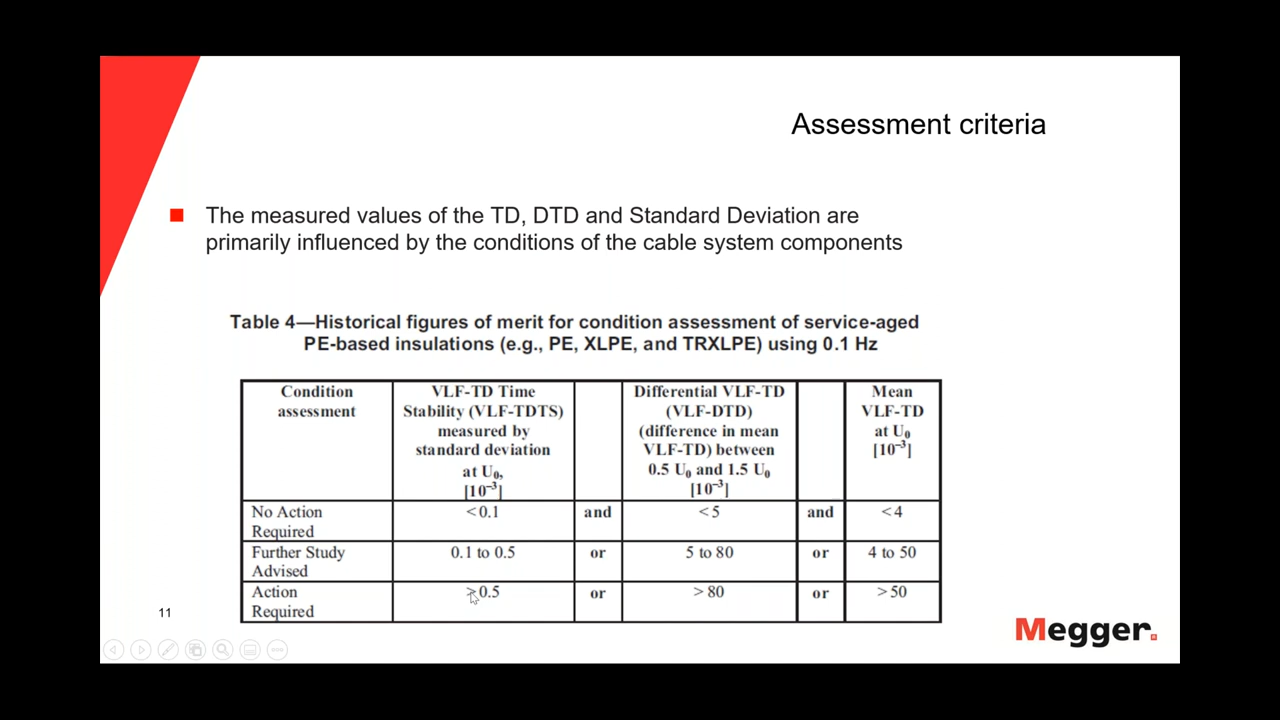 Assessment criteria
The measured values of the TD, DTD and Standard Deviation are
primarily influenced by the conditions of the cable system components
Table 4—Historical figures of merit for condition assessment of service-aged
PE-based insulations (e.g., PE, XLPE, and TRXLPE) using 0.1 Hz
Condition
assessment
VLF-TD Time
Stability (VLF-TDTS)
measured by
standard deviation
at U₀,
[10⁻³]
Differential VLF-TD
(VLF-DTD)
(difference in mean
VLF-TD) between
0.5 U₀ and 1.5 U₀
[10⁻³]
Mean
VLF-TD
at U₀
[10⁻³]
No Action
Required
<0.1
and
<5
and
<4
Further Study
Advised
0.1 to 0.5
or
5 to 80
or
4 to 50
Action
Required
>0.5
or
>80
or
>50
11
Megger.